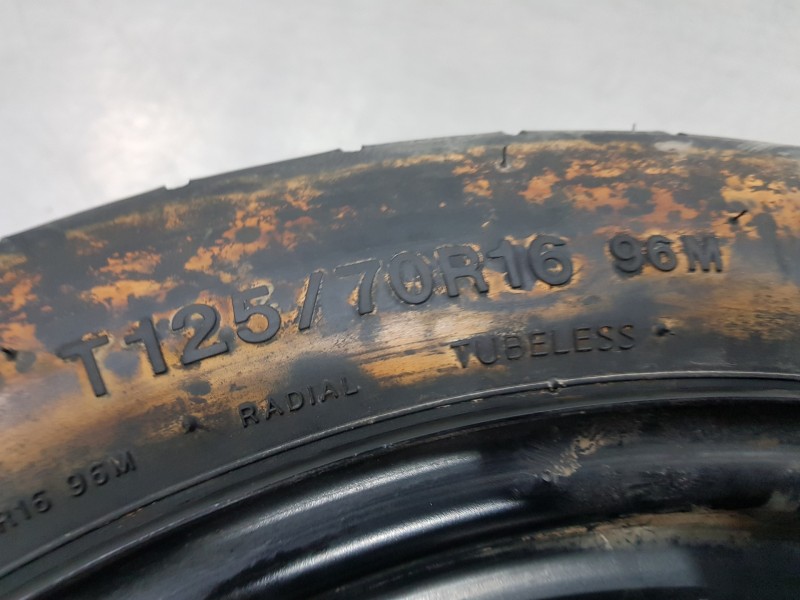 T125/70R16 96M
RADIAL TUBELESS
R16 96M